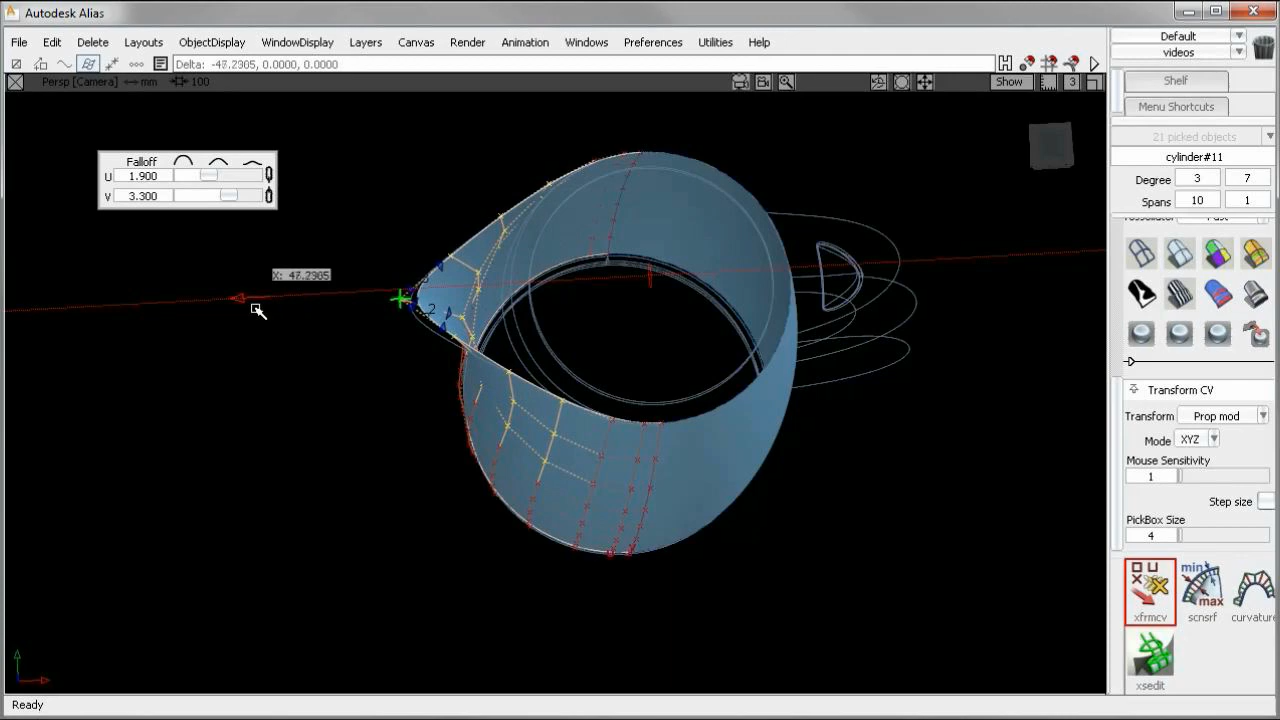 Autodesk Alias
File Edit Delete Layouts ObjectDisplay WindowDisplay Layers Canvas Render Animation Windows Preferences Utilities Help
Delta: -47.2305, 0.0000, 0.0000
Persp [Camera] mm 100
Show 3
Falloff
U 1.900
V 3.300
X: 47.2305
2
Default
videos
Shelf
Menu Shortcuts
21 picked objects
cylinder#11
Degree 3 7
Spans 10 1
Transform CV
Transform Prop mod
Mode XYZ
Mouse Sensitivity
1
Step size
PickBox Size
4
min
max
xfrmcv scnsrf curvature
xsedit
Ready